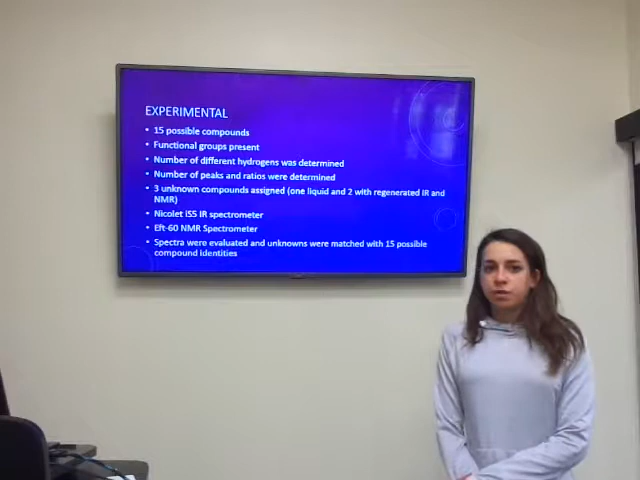 EXPERIMENTAL
• 15 possible compounds
• Functional groups present
• Number of different hydrogens was determined
• Number of peaks and ratios were determined
• 3 unknown compounds assigned (one liquid and 2 with regenerated IR and
NMR)
• Nicolet iS5 IR spectrometer
• Eft-60 NMR Spectrometer
• Spectra were evaluated and unknowns were matched with 15 possible
compound identities